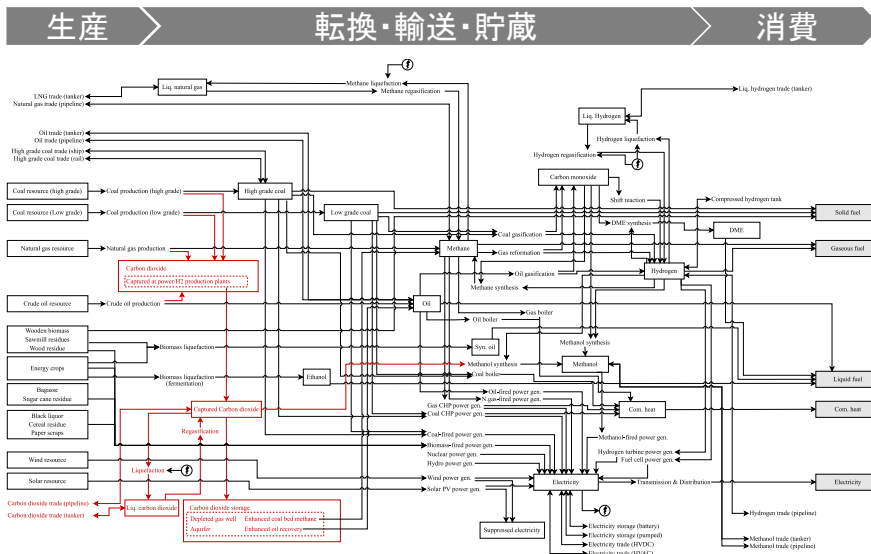 生産
転換・輸送・貯蔵
消費
Liq. natural gas
Methane liquefaction
Methane regasification
LNG trade (tanker)
Natural gas trade (pipeline)
Liq. hydrogen trade (tanker)
Liq. Hydrogen
Oil trade (tanker)
Oil trade (pipeline)
Hydrogen liquefaction
High grade coal trade (ship)
High grade coal trade (rail)
Hydrogen regasification
Carbon monoxide
Coal resource (high grade)
Coal production (high grade)
High grade coal
Shift reaction
Compressed hydrogen tank
Coal resource (Low grade)
Coal production (low grade)
Low grade coal
Solid fuel
DME synthesis
DME
Coal gasification
Natural gas resource
Natural gas production
Methane
Gas reformation
Gaseous fuel
Carbon dioxide
Captured at power/H2 production plants
Oil gasification
Hydrogen
Methane synthesis
Crude oil resource
Crude oil production
Oil
Gas boiler
Oil boiler
Wooden biomass
Sawmill residues
Wood residue
Biomass liquefaction
Syn. oil
Methanol synthesis
Energy crops
Methanol synthesis
Methanol
Biomass liquefaction
(fermentation)
Ethanol
Coal boiler
Liquid fuel
Bagasse
Sugar cane residue
Oil-fired power gen.
N.gas-fired power gen.
Captured Carbon dioxide
Gas CHP power gen.
Coal CHP power gen.
Com. heat
Com. heat
Black liquor
Cereal residue
Paper scraps
Regasification
Coal-fired power gen.
Methanol-fired power gen.
Biomass-fired power gen.
Nuclear power gen.
Hydrogen turbine power gen.
Fuel cell power gen.
Wind resource
Hydro power gen.
Liquefaction
Solar resource
Wind power gen.
Solar PV power gen.
Electricity
Transmission & Distribution
Electricity
Carbon dioxide trade (pipeline)
Carbon dioxide trade (tanker)
Liq. carbon dioxide
Carbon dioxide storage
Depleted gas well
Enhanced coal bed methane
Aquifer
Enhanced oil recovery
Suppressed electricity
Hydrogen trade (pipeline)
Electricity storage (battery)
Electricity storage (pumped)
Electricity trade (HVDC)
Electricity trade (HVAC)
Methanol trade (tanker)
Methanol trade (pipeline)